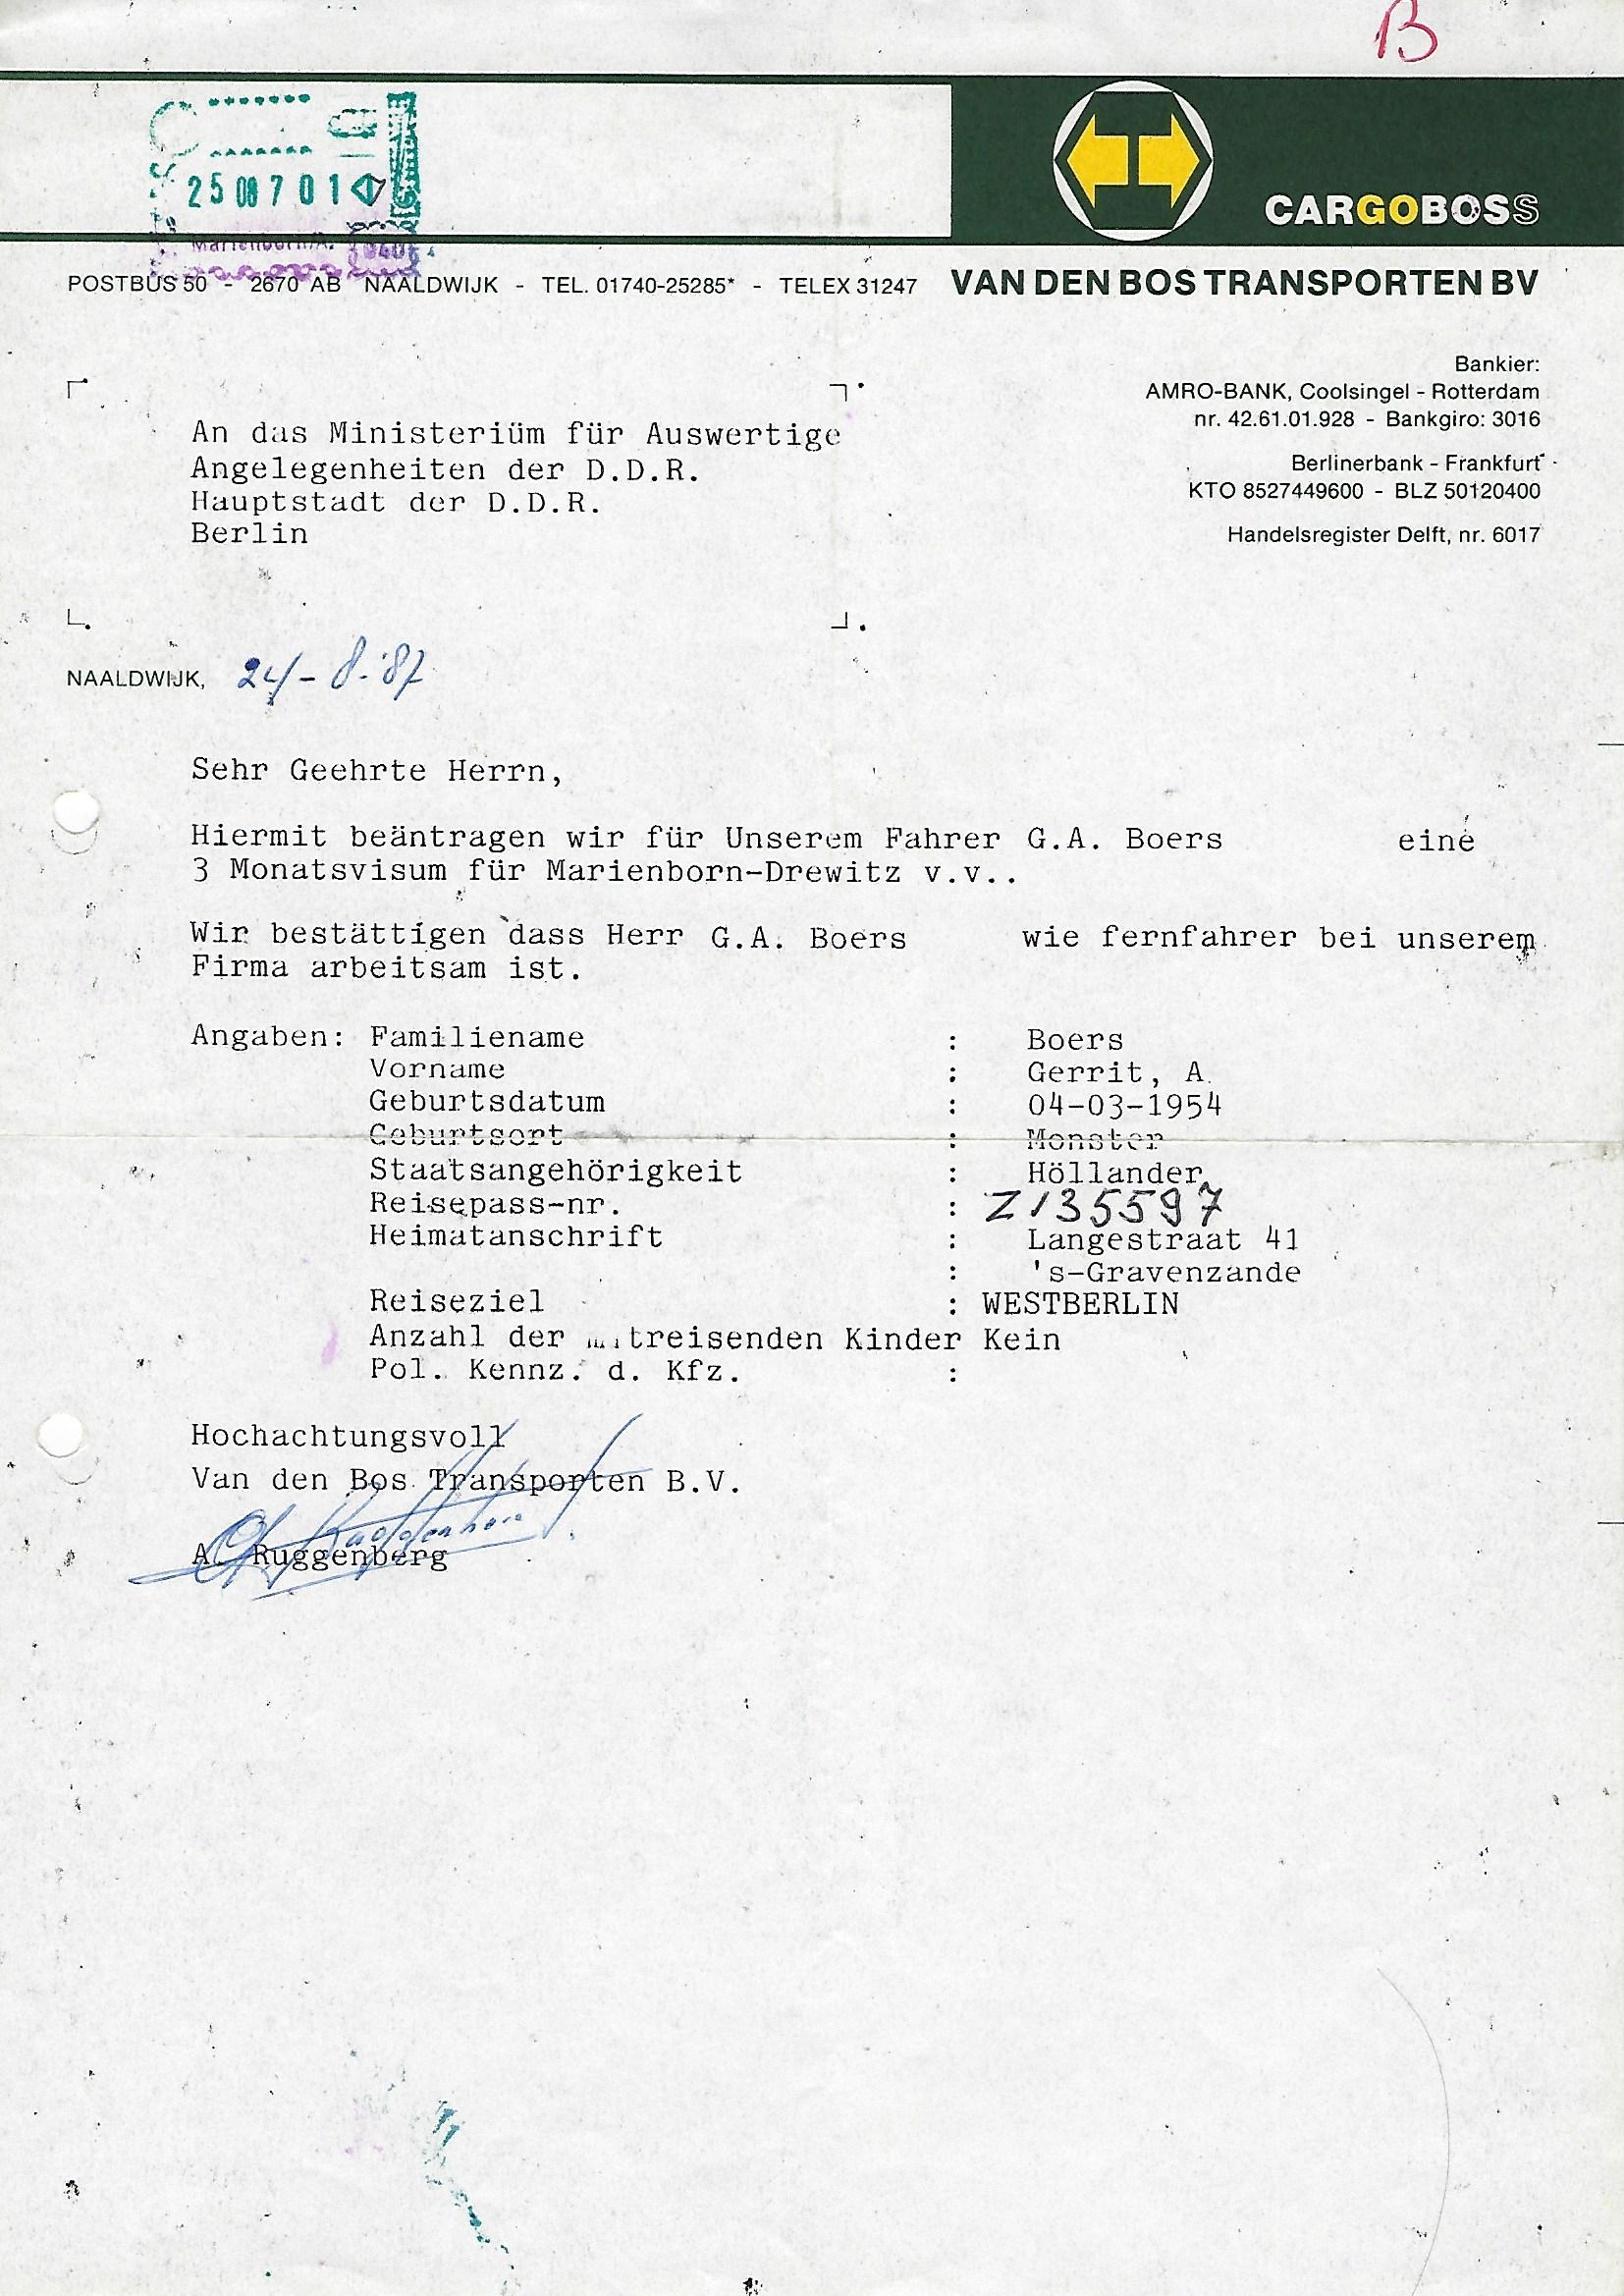 B
25 08 7 01
Marienborn/A.
CARGOBOSS
POSTBUS 50 - 2670 AB NAALDWIJK - TEL. 01740-25285* - TELEX 31247 VAN DEN BOS TRANSPORTEN BV
Bankier:
AMRO-BANK, Coolsingel - Rotterdam
nr. 42.61.01.928 - Bankgiro: 3016
Berlinerbank - Frankfurt
KTO 8527449600 - BLZ 50120400
Handelsregister Delft, nr. 6017
An das Ministeriüm für Auswertige
Angelegenheiten der D.D.R.
Hauptstadt der D.D.R.
Berlin
NAALDWIJK, 24-8-'87
Sehr Geehrte Herrn,
Hiermit beäntragen wir für Unserem Fahrer G.A. Boers eine
3 Monatsvisum für Marienborn-Drewitz v.v..
Wir bestättigen dass Herr G.A. Boers wie fernfahrer bei unserem
Firma arbeitsam ist.
Angaben: Familiename : Boers
Vorname : Gerrit, A.
Geburtsdatum : 04-03-1954
Geburtsort : Monster
Staatsangehörigkeit : Höllander
Reisepass-nr. : Z135597
Heimatanschrift : Langestraat 41
: 's-Gravenzande
Reiseziel : WESTBERLIN
Anzahl der mitreisenden Kinder Kein
Pol. Kennz. d. Kfz. :
Hochachtungsvoll
Van den Bos Transporten B.V.
A. Ruggenberg